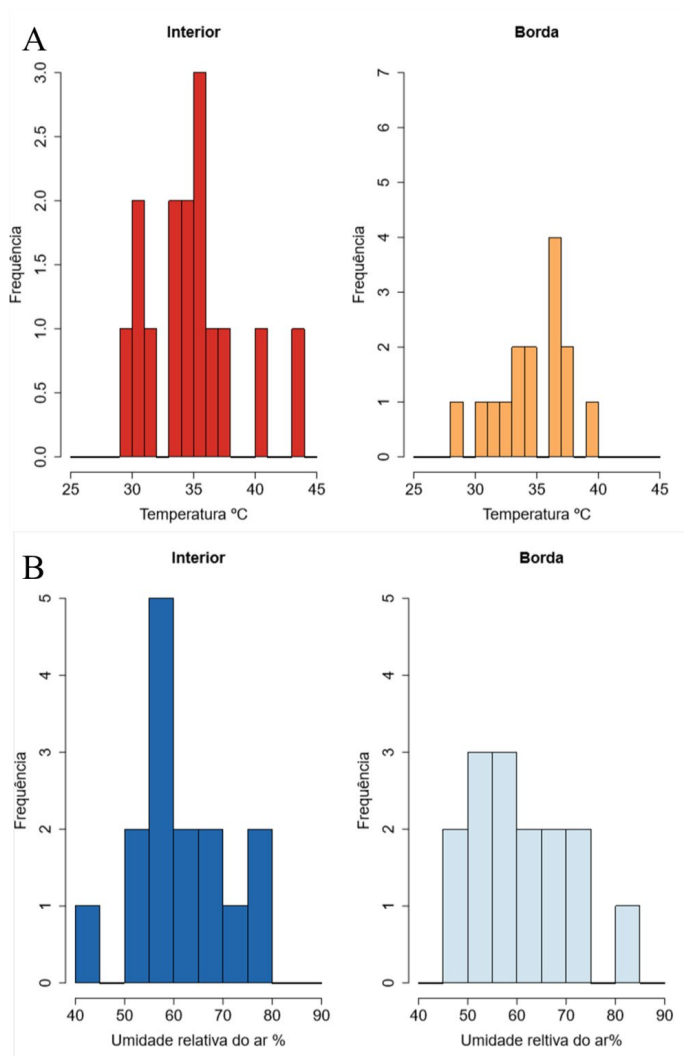 A
Interior
Borda
Frequência
3.0
2.5
2.0
1.5
1.0
0.5
0.0
25 30 35 40 45
Temperatura ºC
Frequência
7
6
5
4
3
2
1
0
25 30 35 40 45
Temperatura ºC
B
Interior
Borda
Frequência
5
4
3
2
1
0
40 50 60 70 80 90
Umidade relativa do ar %
Frequência
5
4
3
2
1
0
40 50 60 70 80 90
Umidade reltiva do ar%